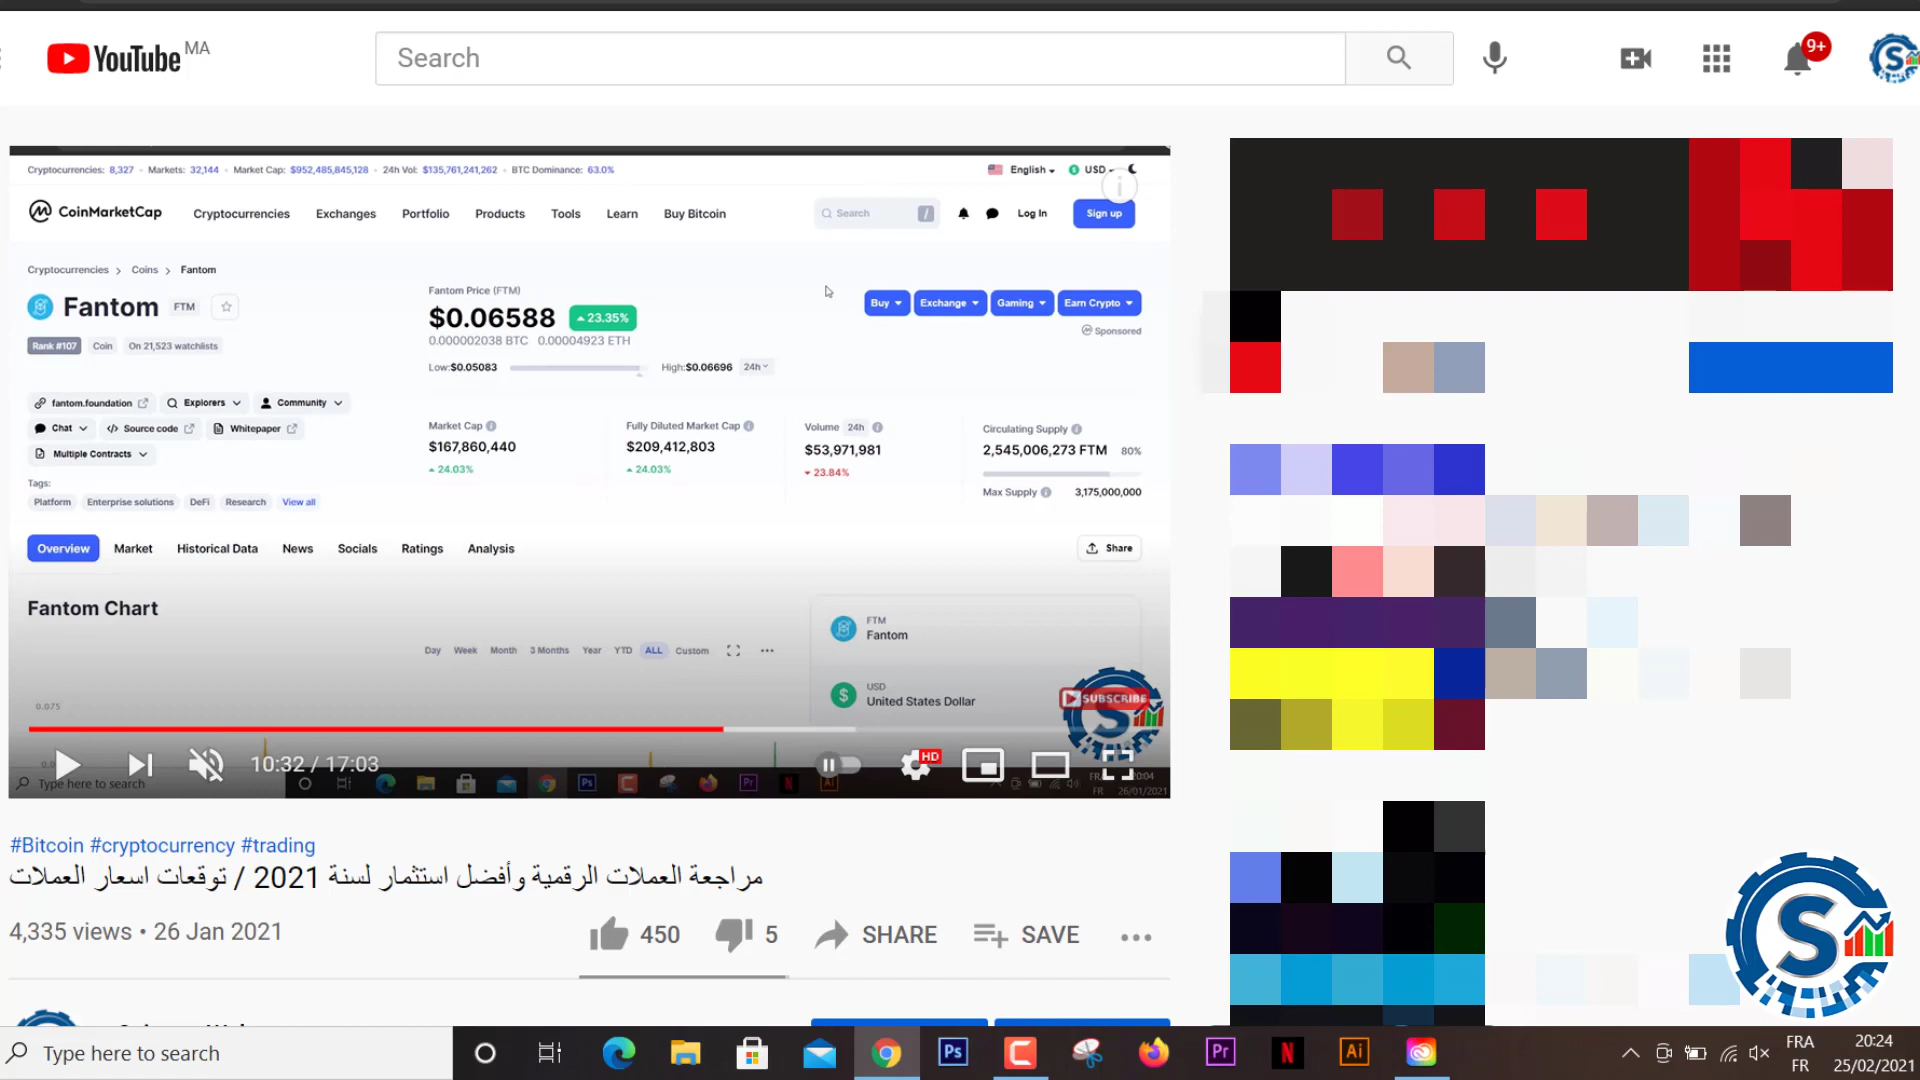 YouTube MA
Search
9+
Cryptocurrencies: 8,327 • Markets: 32,144 • Market Cap: $952,485,845,128 • 24h Vol: $135,761,241,262 • BTC Dominance: 63.0%
English
USD
CoinMarketCap
Cryptocurrencies
Exchanges
Portfolio
Products
Tools
Learn
Buy Bitcoin
Search
/
Log In
Sign up
Cryptocurrencies > Coins > Fantom
Fantom FTM
Rank #107
Coin
On 21,523 watchlists
Fantom Price (FTM)
$0.06588
23.35%
0.000002038 BTC 0.00004923 ETH
Low:$0.05083
High:$0.06696
24h
Buy
Exchange
Gaming
Earn Crypto
Sponsored
fantom.foundation
Explorers
Community
Chat
Source code
Whitepaper
Multiple Contracts
Tags:
Platform
Enterprise solutions
DeFi
Research
View all
Market Cap
$167,860,440
24.03%
Fully Diluted Market Cap
$209,412,803
24.03%
Volume 24h
$53,971,981
23.84%
Circulating Supply
2,545,006,273 FTM 80%
Max Supply 3,175,000,000
Overview
Market
Historical Data
News
Socials
Ratings
Analysis
Share
Fantom Chart
Day Week Month 3 Months Year YTD ALL Custom
FTM
Fantom
USD
United States Dollar
SUBSCRIBE
0.075
10:32 / 17:03
HD
Type here to search
20:04
FR
26/01/2021
#Bitcoin #cryptocurrency #trading
مراجعة العملات الرقمية وأفضل استثمار لسنة 2021 / توقعات اسعار العملات
4,335 views • 26 Jan 2021
450
5
SHARE
SAVE
Type here to search
Ps
Pr
N
Ai
FRA
FR
20:24
25/02/2021